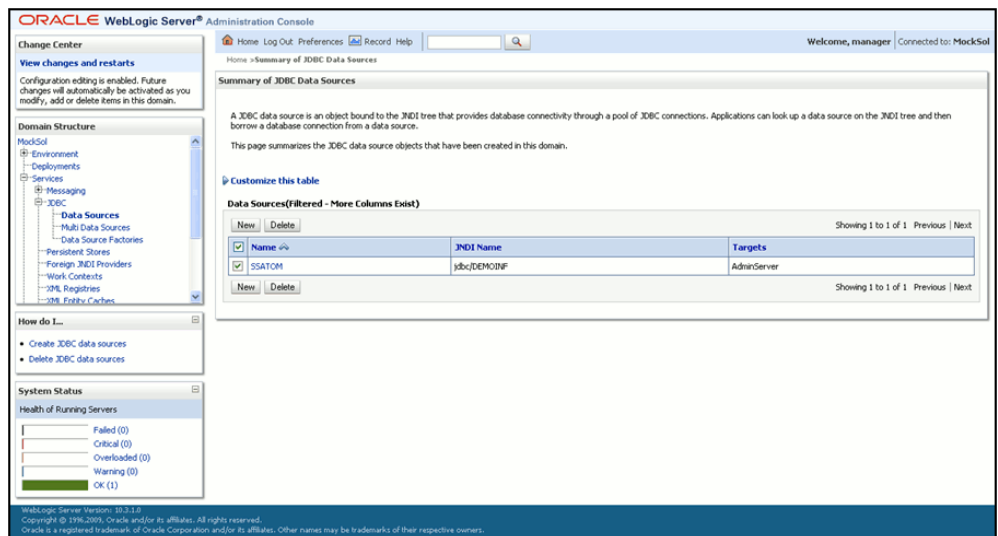 ORACLE WebLogic Server® Administration Console
Change Center
View changes and restarts
Configuration editing is enabled. Future
changes will automatically be activated as you
modify, add or delete items in this domain.
Domain Structure
MockSol
Environment
Deployments
Services
Messaging
JDBC
Data Sources
Multi Data Sources
Data Source Factories
Persistent Stores
Foreign JNDI Providers
Work Contexts
XML Registries
XML Entity Caches
How do I...
Create JDBC data sources
Delete JDBC data sources
System Status
Health of Running Servers
Failed (0)
Critical (0)
Overloaded (0)
Warning (0)
OK (1)
Home Log Out Preferences Record Help
Welcome, manager Connected to: MockSol
Home >Summary of JDBC Data Sources
Summary of JDBC Data Sources
A JDBC data source is an object bound to the JNDI tree that provides database connectivity through a pool of JDBC connections. Applications can look up a data source on the JNDI tree and then
borrow a database connection from a data source.
This page summarizes the JDBC data source objects that have been created in this domain.
Customize this table
Data Sources(Filtered - More Columns Exist)
New Delete Showing 1 to 1 of 1 Previous | Next
Name JNDI Name Targets
SSATOM jdbc/DEMOINF AdminServer
New Delete Showing 1 to 1 of 1 Previous | Next
WebLogic Server Version: 10.3.1.0
Copyright © 1996,2009, Oracle and/or its affiliates. All rights reserved.
Oracle is a registered trademark of Oracle Corporation and/or its affiliates. Other names may be trademarks of their respective owners.